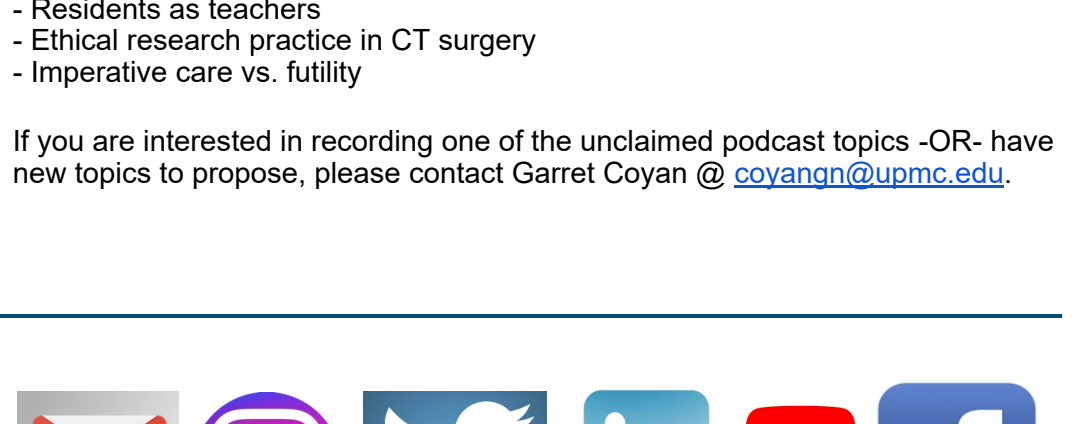 - Residents as teachers
- Ethical research practice in CT surgery
- Imperative care vs. futility
If you are interested in recording one of the unclaimed podcast topics -OR- have
new topics to propose, please contact Garret Coyan @ coyangn@upmc.edu.